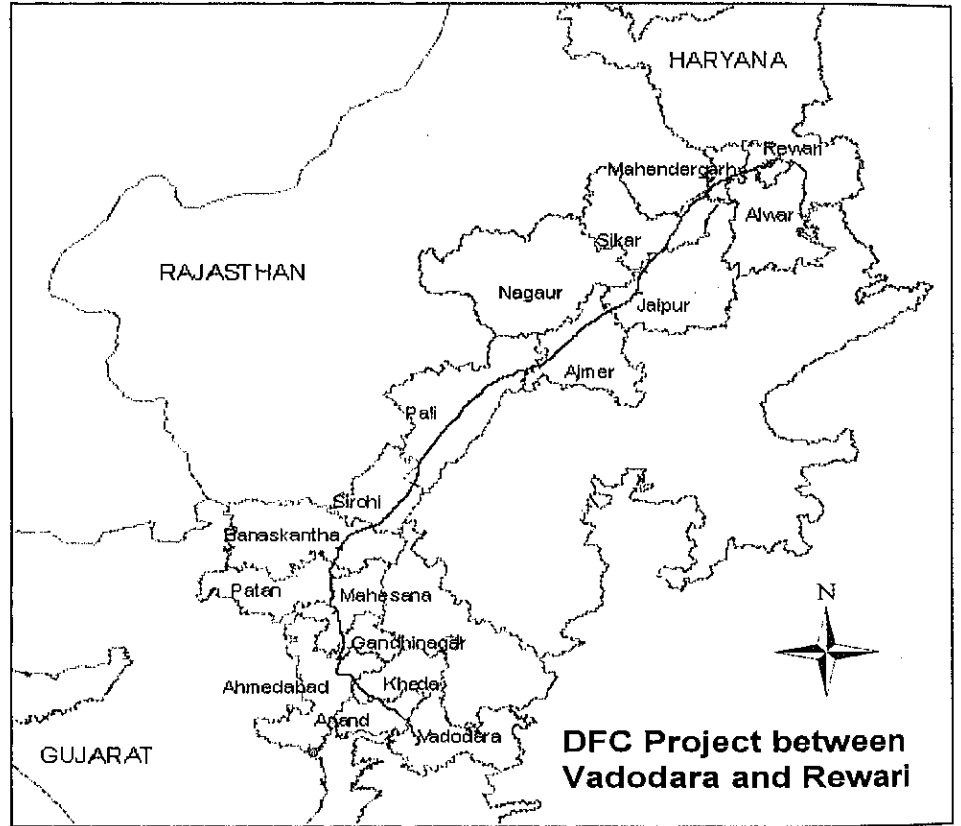 HARYANA
Rewari
Mahendergarh
Alwar
Sikar
RAJASTHAN
Nagaur
Jaipur
Ajmer
Pali
Sirohi
Banaskantha
Patan
Mahesana
N
Gandhinagar
Ahmedabad
Kheda
Anand
Vadodara
GUJARAT
DFC Project between
Vadodara and Rewari